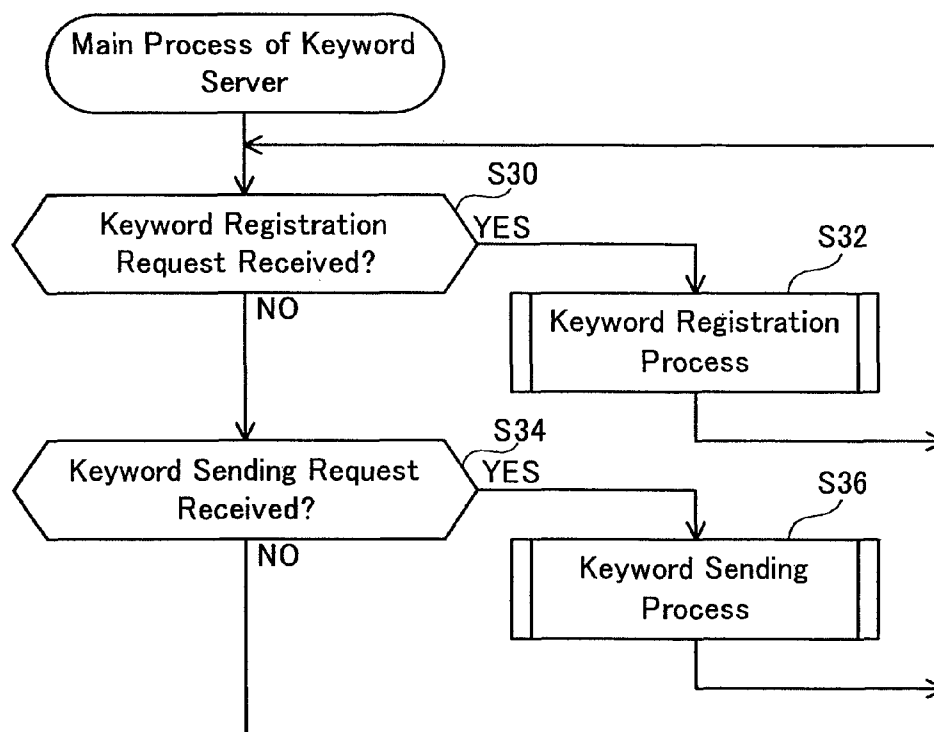 Main Process of Keyword
Server
S30
Keyword Registration
Request Received?
YES
NO
S32
Keyword Registration
Process
S34
Keyword Sending Request
Received?
YES
NO
S36
Keyword Sending
Process